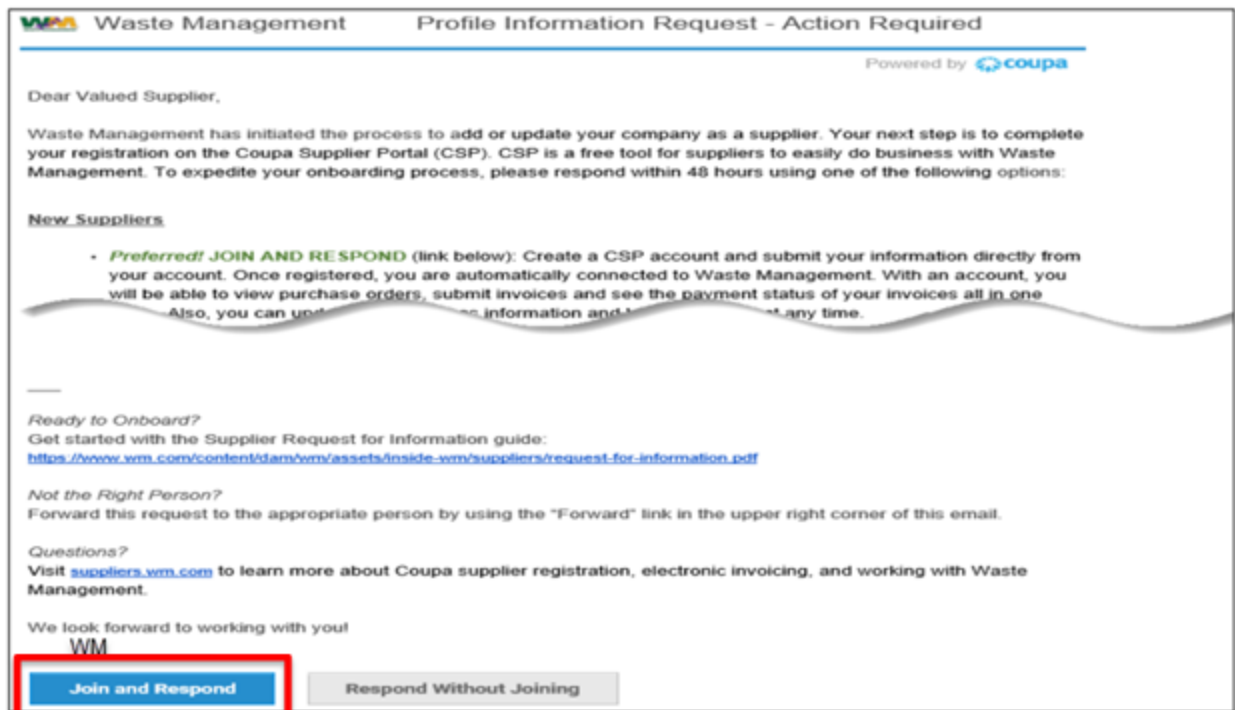 WM Waste Management Profile Information Request - Action Required
Powered by coupa
Dear Valued Supplier,
Waste Management has initiated the process to add or update your company as a supplier. Your next step is to complete
your registration on the Coupa Supplier Portal (CSP). CSP is a free tool for suppliers to easily do business with Waste
Management. To expedite your onboarding process, please respond within 48 hours using one of the following options:
New Suppliers
• Preferred! JOIN AND RESPOND (link below): Create a CSP account and submit your information directly from
your account. Once registered, you are automatically connected to Waste Management. With an account, you
will be able to view purchase orders, submit invoices and see the payment status of your invoices all in one
Also, you can information and any time.
Ready to Onboard?
Get started with the Supplier Request for Information guide:
https://www.wm.com/content/dam/wm/assets/inside-wm/suppliers/request-for-information.pdf
Not the Right Person?
Forward this request to the appropriate person by using the "Forward" link in the upper right corner of this email.
Questions?
Visit suppliers.wm.com to learn more about Coupa supplier registration, electronic invoicing, and working with Waste
Management.
We look forward to working with you!
WM
Join and Respond
Respond Without Joining